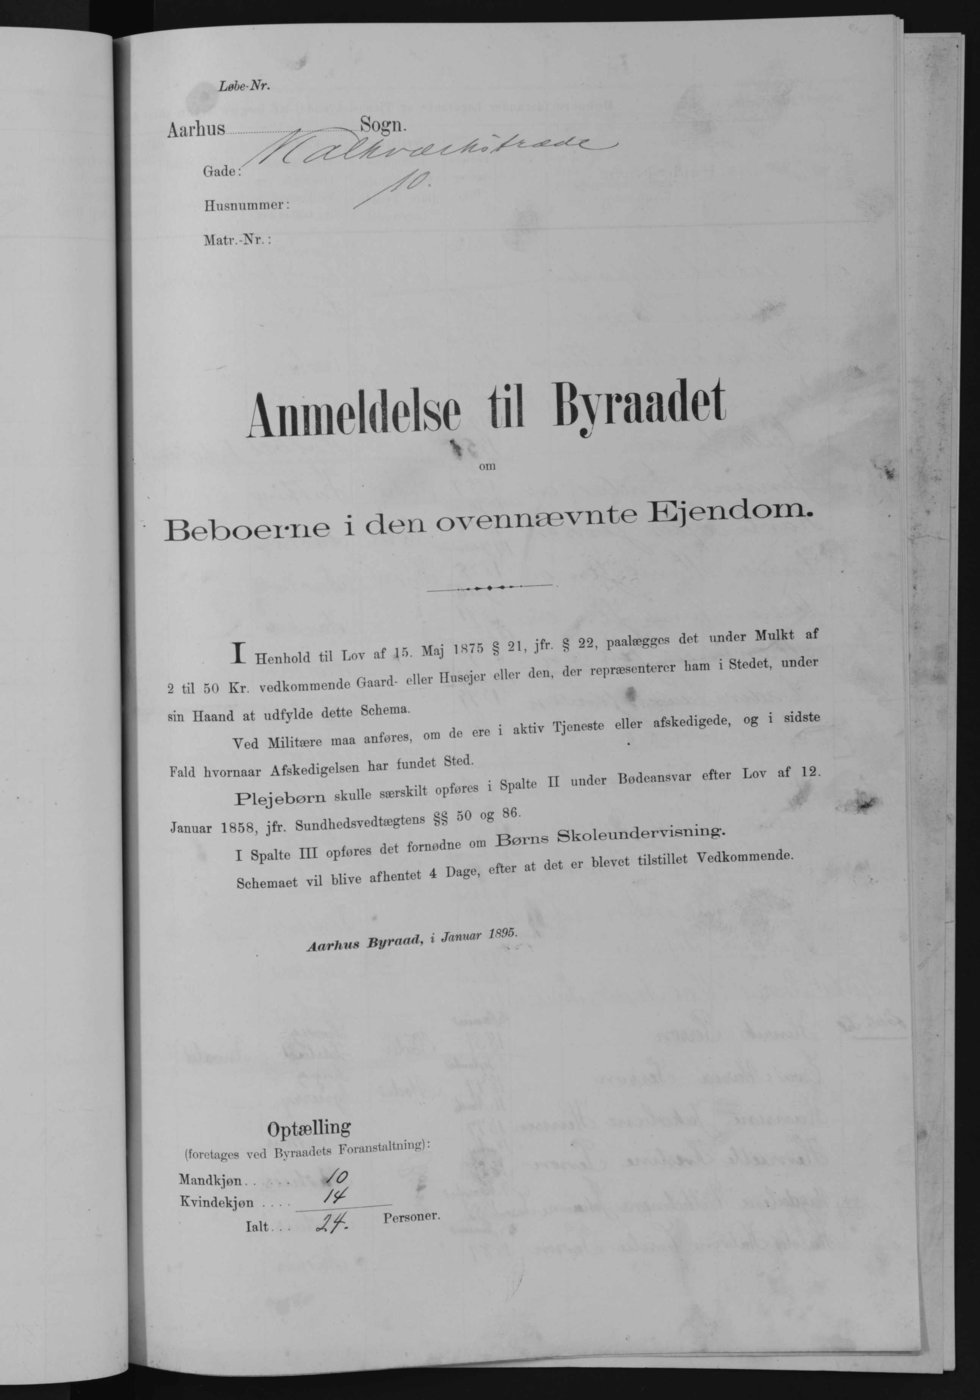 Løbe-Nr.
Aarhus Sogn.
Gade: Kalkværksstræde
Husnummer: 10.
Matr.-Nr.:
Anmeldelse til Byraadet
om
Beboerne i den ovennævnte Ejendom.
I Henhold til Lov af 15. Maj 1875 § 21, jfr. § 22, paalægges det under Mulkt af
2 til 50 Kr. vedkommende Gaard- eller Husejer eller den, der repræsenterer ham i Stedet, under
sin Haand at udfylde dette Schema.
Ved Militære maa anføres, om de ere i aktiv Tjeneste eller afskedigede, og i sidste
Fald hvornaar Afskedigelsen har fundet Sted.
Plejebørn skulle særskilt opføres i Spalte II under Bødeansvar efter Lov af 12.
Januar 1858, jfr. Sundhedsvedtægtens §§ 50 og 86.
I Spalte III opføres det fornødne om Børns Skoleundervisning.
Schemaet vil blive afhentet 4 Dage, efter at det er blevet tilstillet Vedkommende.
Aarhus Byraad, i Januar 1895.
Optælling
(foretages ved Byraadets Foranstaltning):
Mandkjøn..... 10
Kvindekjøn.... 14
Ialt... 24. Personer.